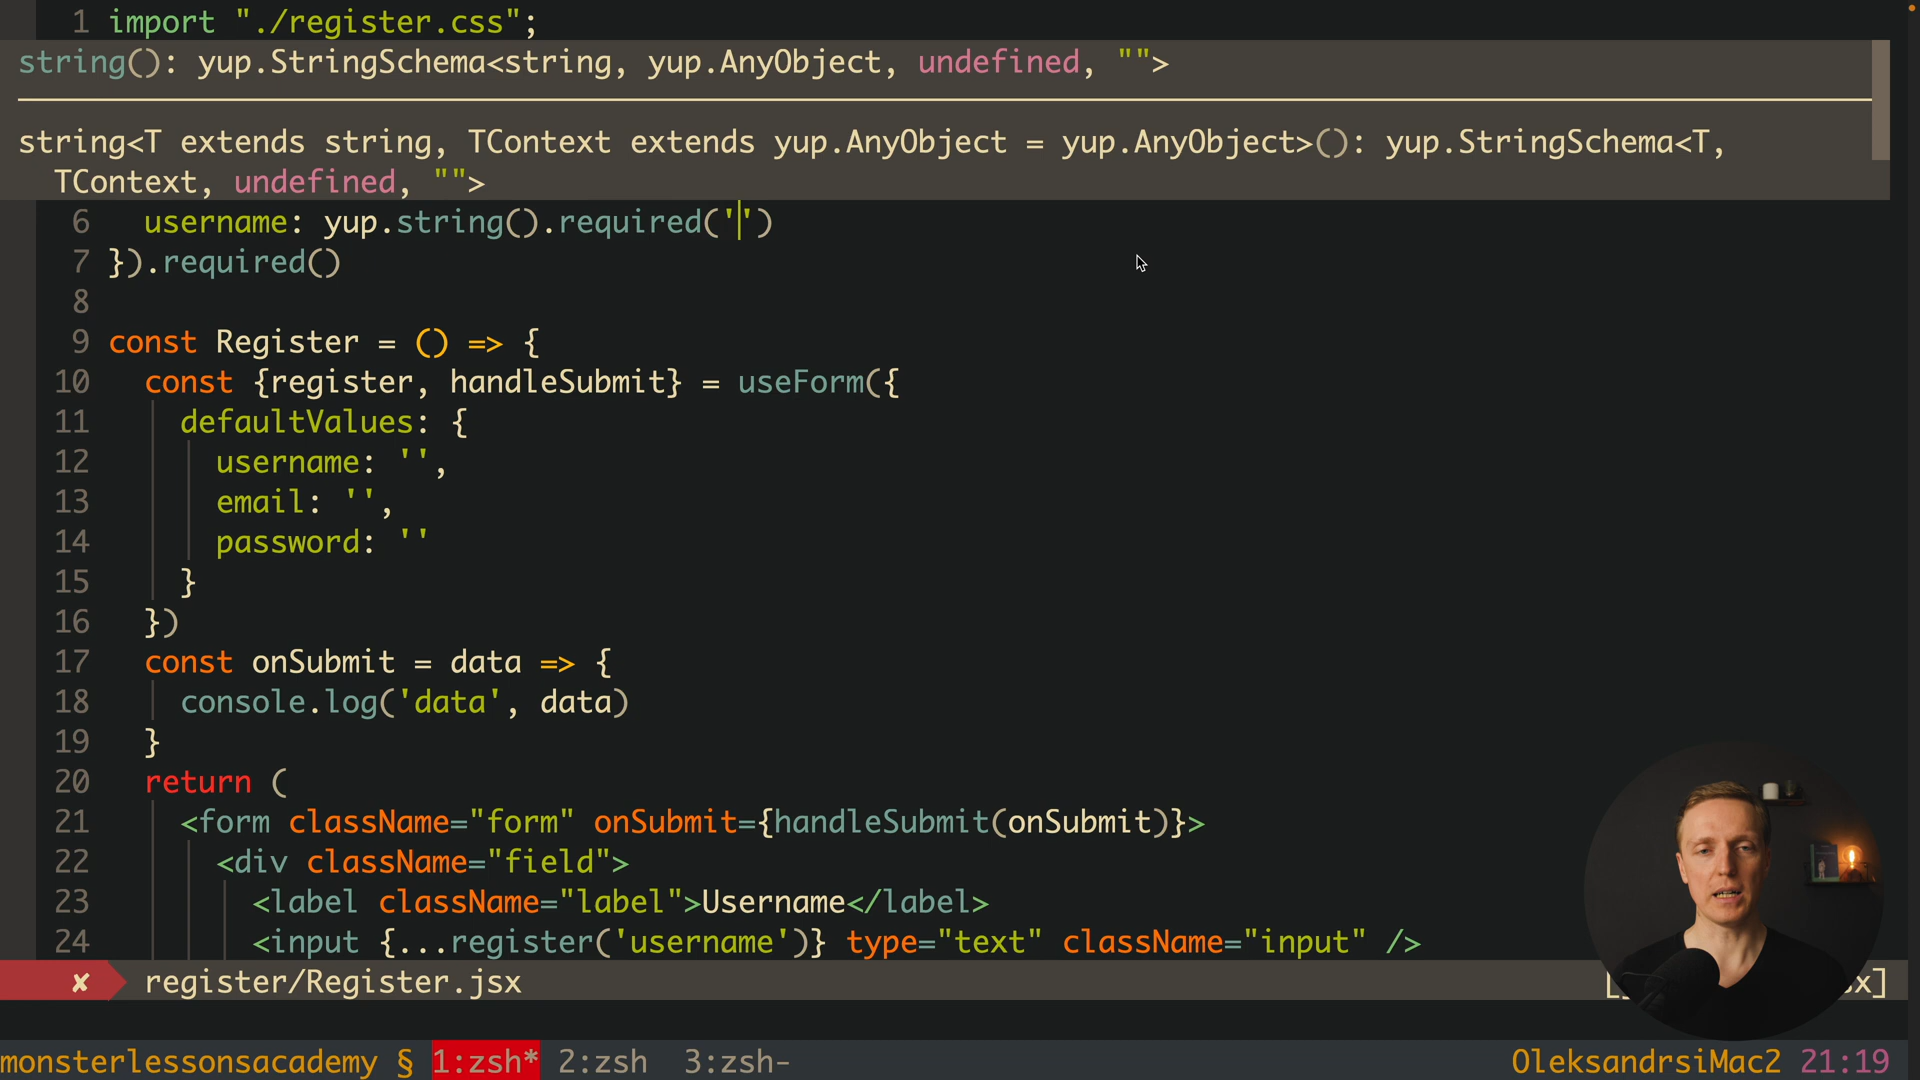 1 import "./register.css";
string(): yup.StringSchema<string, yup.AnyObject, undefined, "">
string<T extends string, TContext extends yup.AnyObject = yup.AnyObject>(): yup.StringSchema<T,
TContext, undefined, "">
6 username: yup.string().required('')
7 }).required()
8
9 const Register = () => {
10 const {register, handleSubmit} = useForm({
11 defaultValues: {
12 username: '',
13 email: '',
14 password: ''
15 }
16 })
17 const onSubmit = data => {
18 console.log('data', data)
19 }
20 return (
21 <form className="form" onSubmit={handleSubmit(onSubmit)}>
22 <div className="field">
23 <label className="label">Username</label>
24 <input {...register('username')} type="text" className="input" />
✘ register/Register.jsx
monsterlessonsacademy § 1:zsh* 2:zsh 3:zsh- OleksandrsiMac2 21:19